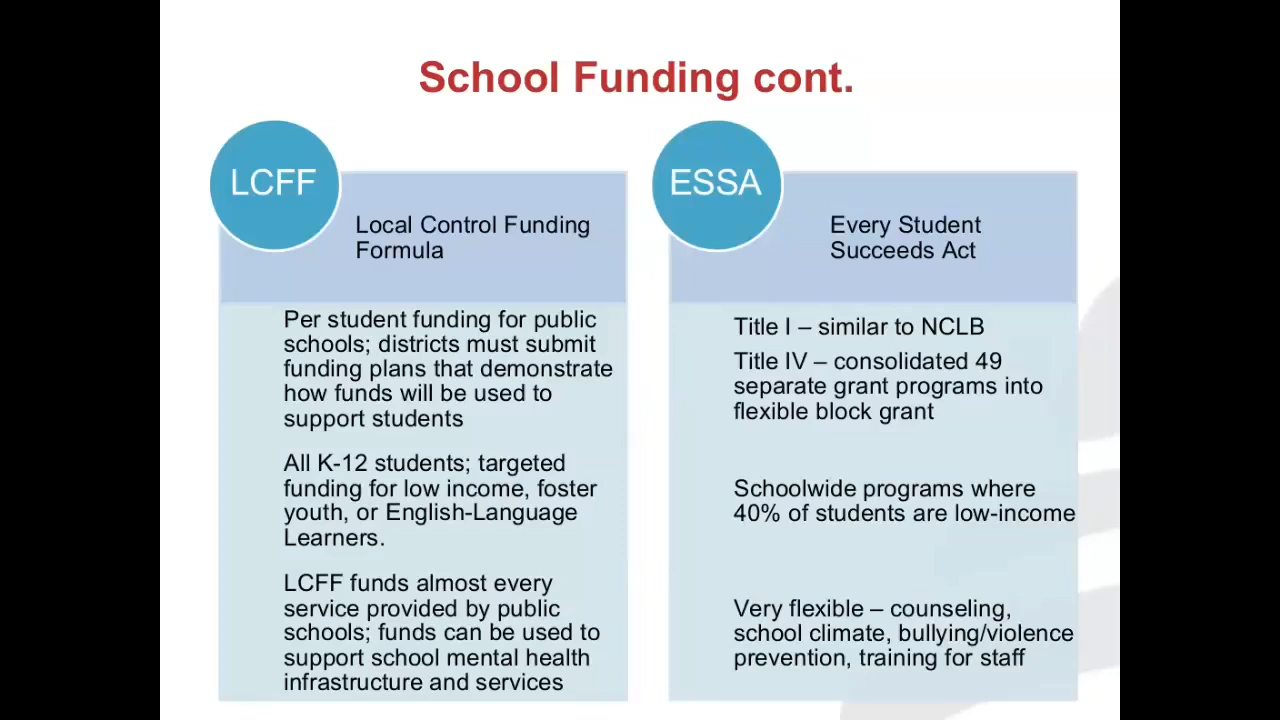 School Funding cont.
LCFF
Local Control Funding
Formula
Per student funding for public
schools; districts must submit
funding plans that demonstrate
how funds will be used to
support students
All K-12 students; targeted
funding for low income, foster
youth, or English-Language
Learners.
LCFF funds almost every
service provided by public
schools; funds can be used to
support school mental health
infrastructure and services
ESSA
Every Student
Succeeds Act
Title I – similar to NCLB
Title IV – consolidated 49
separate grant programs into
flexible block grant
Schoolwide programs where
40% of students are low-income
Very flexible – counseling,
school climate, bullying/violence
prevention, training for staff